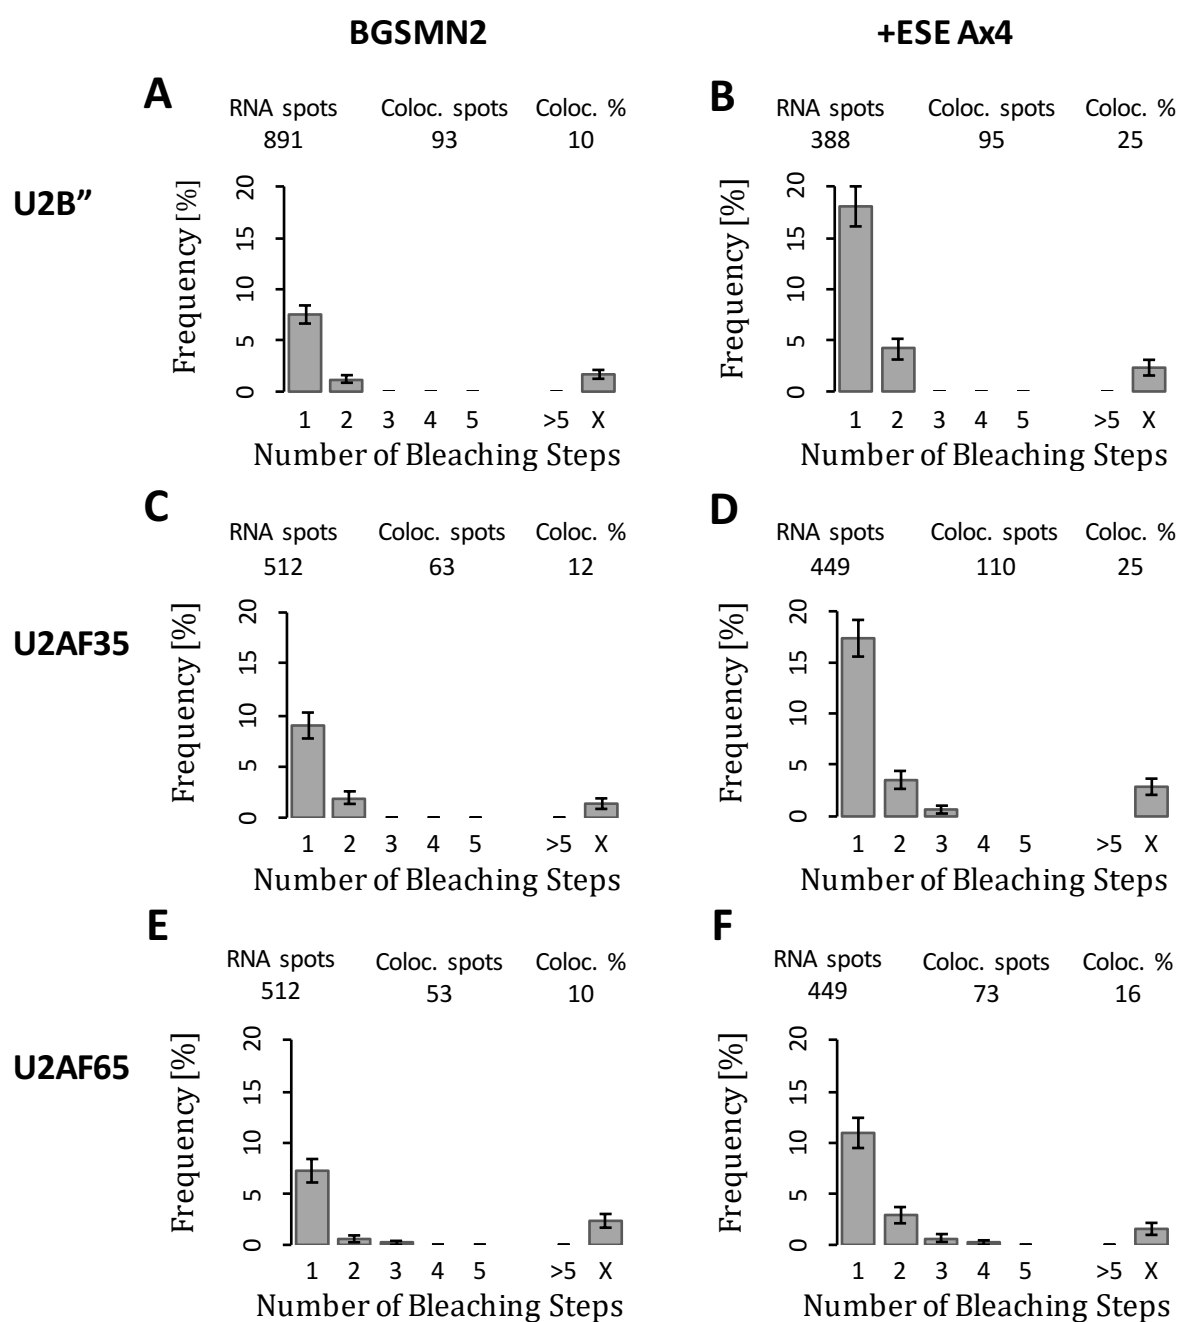 BGSMN2 +ESE Ax4
A B
RNA spots Coloc. spots Coloc. % RNA spots Coloc. spots Coloc. %
891 93 10 388 95 25
U2B”
Frequency [%] Frequency [%]
20 20
15 15
10 10
5 5
0 0
1 2 3 4 5 >5 X 1 2 3 4 5 >5 X
Number of Bleaching Steps Number of Bleaching Steps
C D
RNA spots Coloc. spots Coloc. % RNA spots Coloc. spots Coloc. %
512 63 12 449 110 25
U2AF35
Frequency [%] Frequency [%]
20 20
15 15
10 10
5 5
0 0
1 2 3 4 5 >5 X 1 2 3 4 5 >5 X
Number of Bleaching Steps Number of Bleaching Steps
E F
RNA spots Coloc. spots Coloc. % RNA spots Coloc. spots Coloc. %
512 53 10 449 73 16
U2AF65
Frequency [%] Frequency [%]
20 20
15 15
10 10
5 5
0 0
1 2 3 4 5 >5 X 1 2 3 4 5 >5 X
Number of Bleaching Steps Number of Bleaching Steps